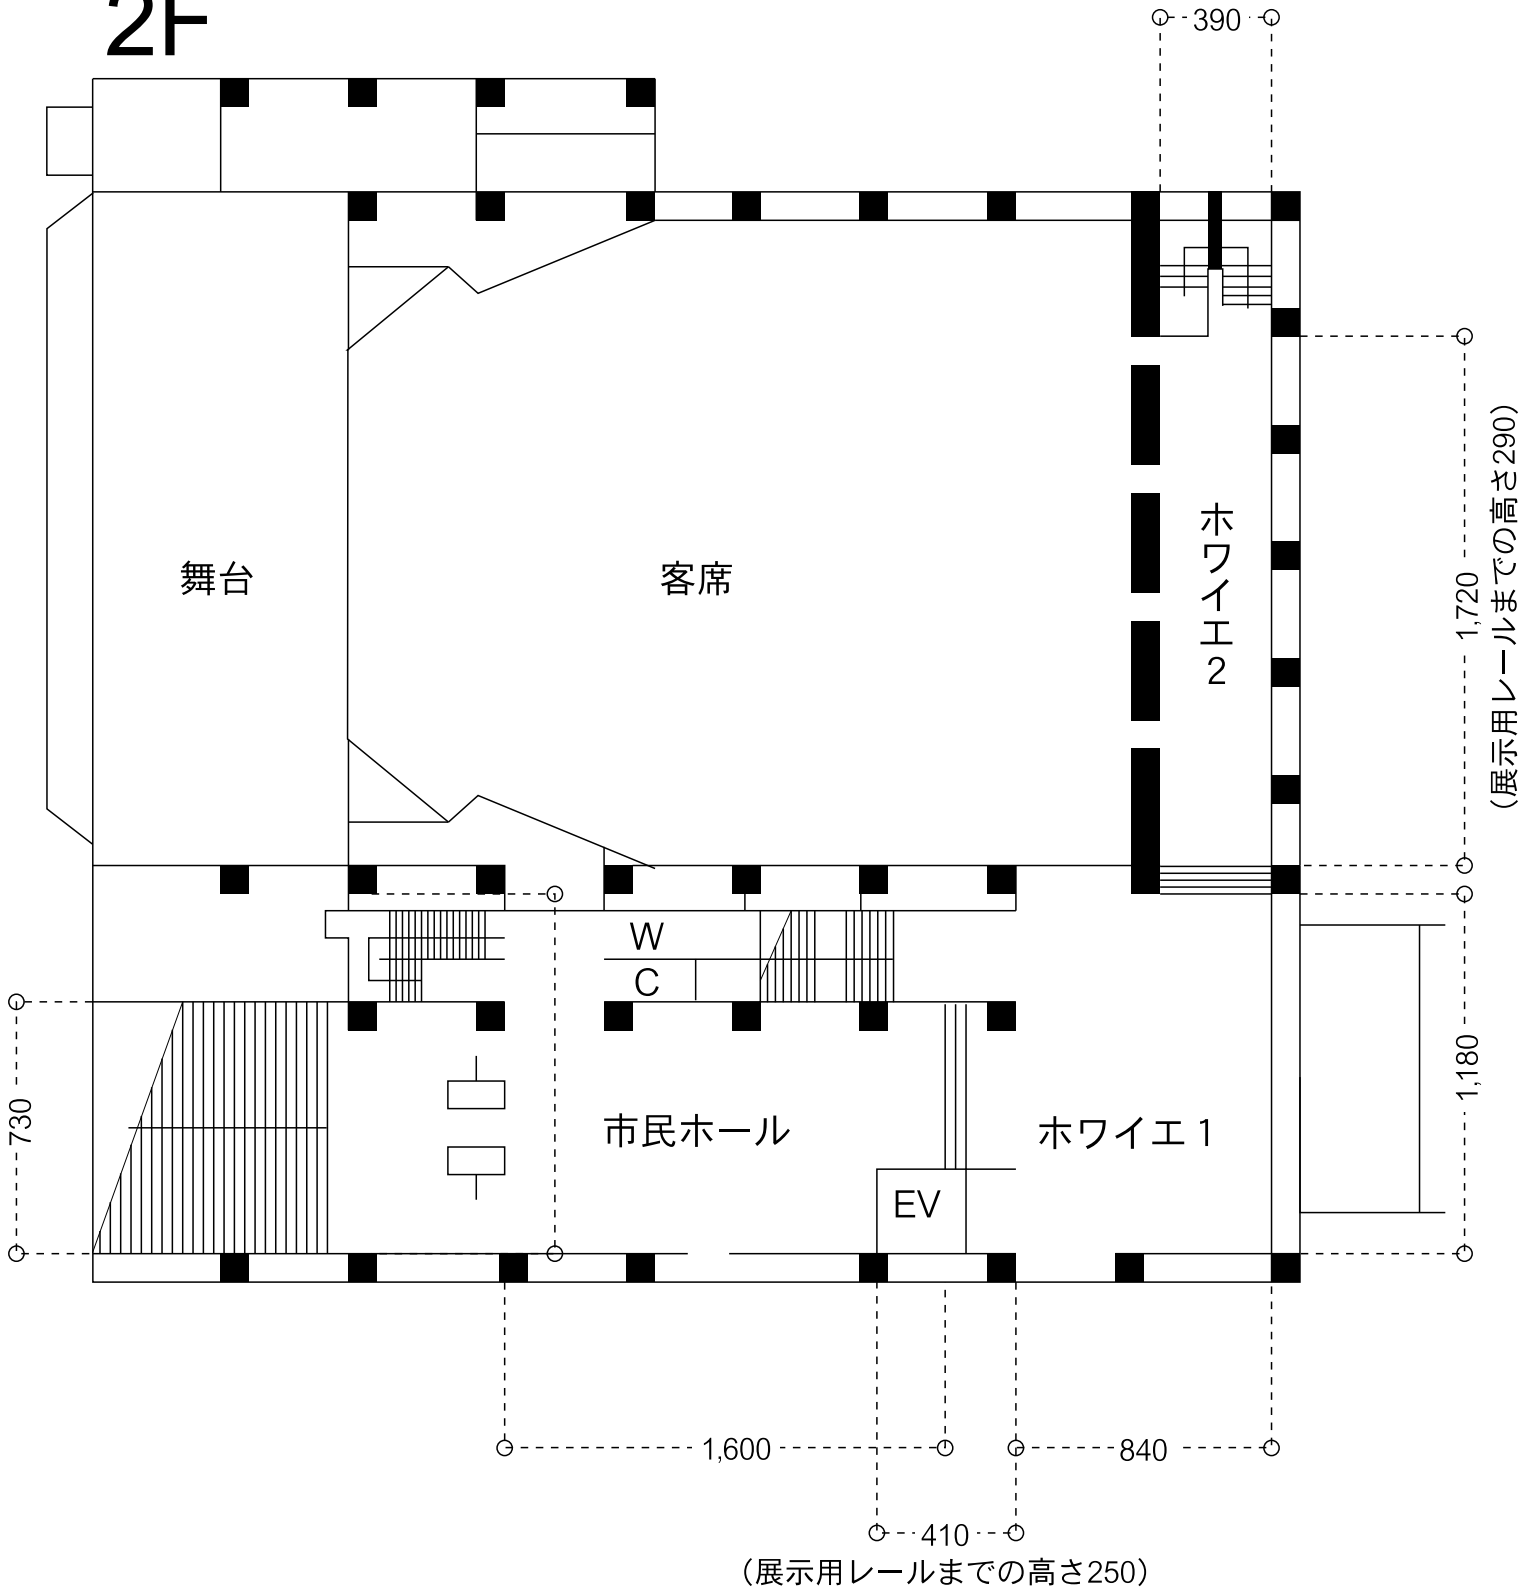 2F
390
舞台
客席
ホワイエ2
1,720
(展示用レールまでの高さ290)
W
C
730
市民ホール
ホワイエ1
1,180
EV
1,600
840
410
(展示用レールまでの高さ250)